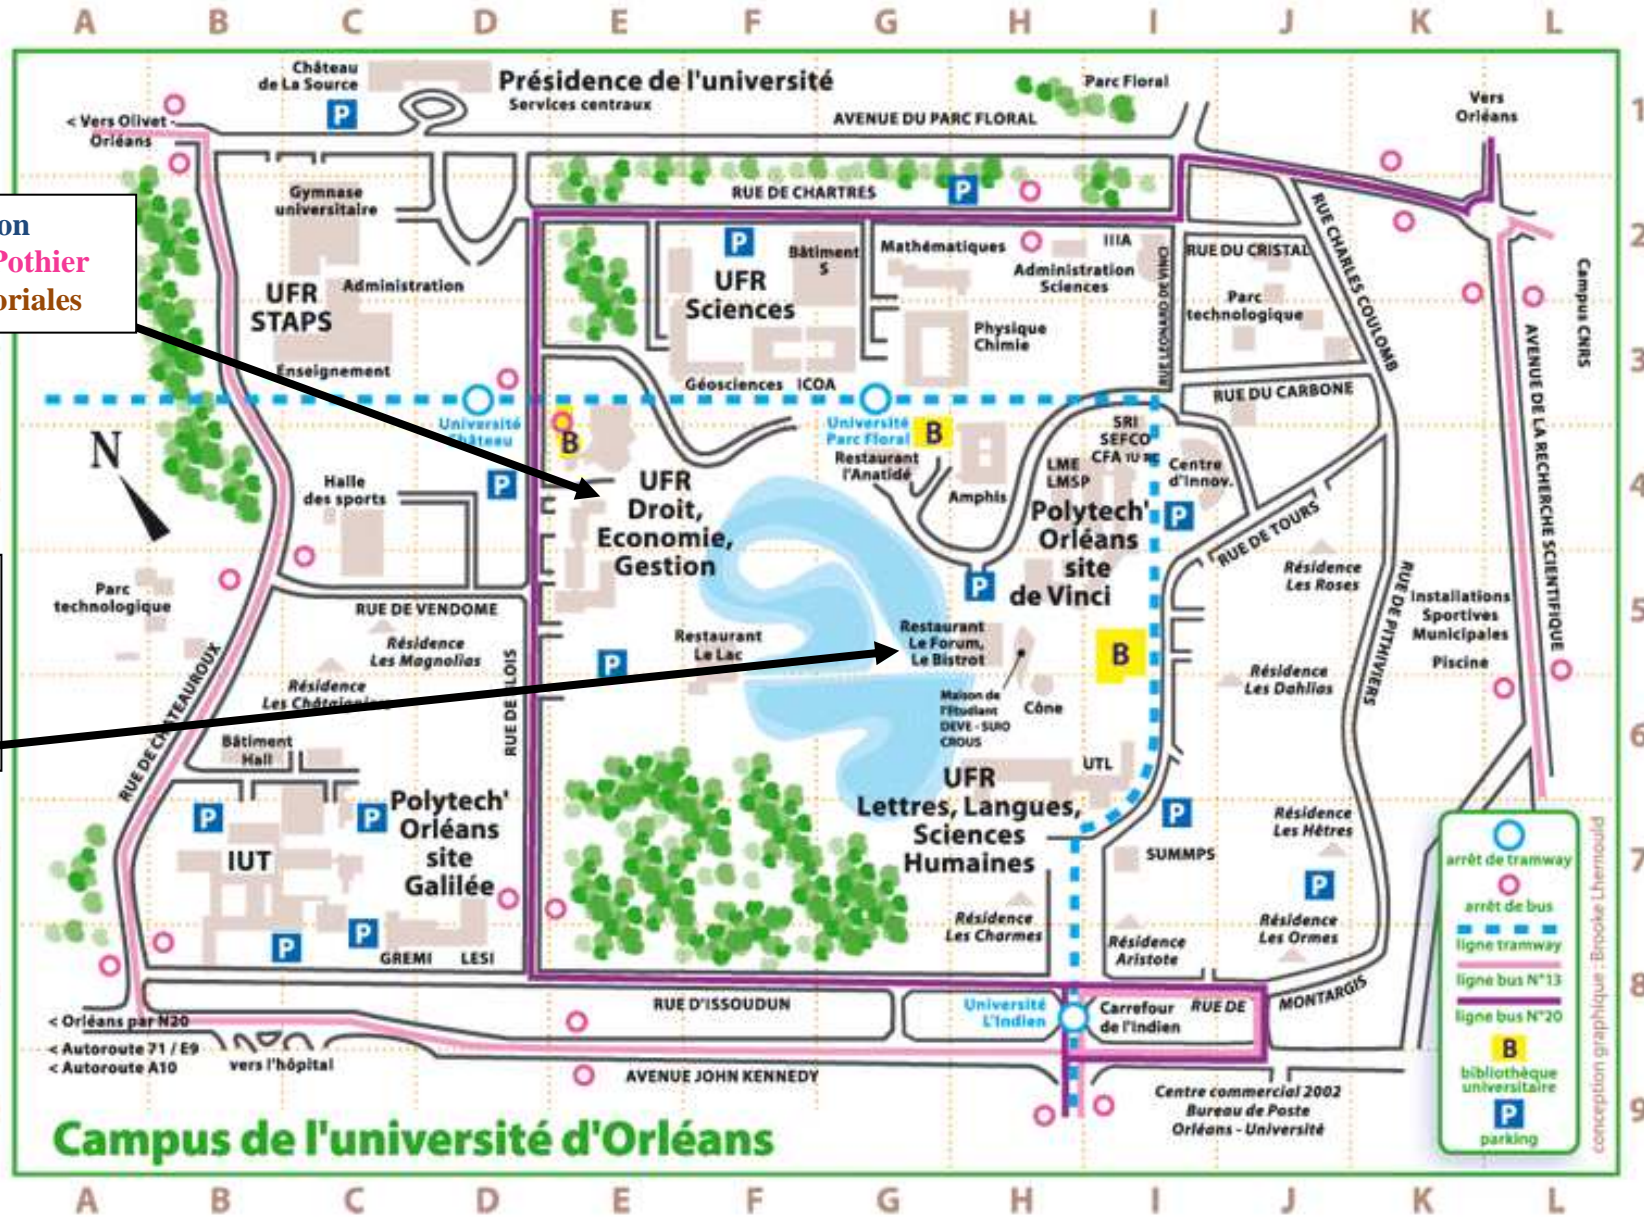 A B C D E F G H I J K L
Château
de La Source
Présidence de l'université
Services centraux
Parc Floral
Vers
Orléans
1
< Vers Olivet -
Orléans
AVENUE DU PARC FLORAL
P
Gymnase
universitaire
RUE DE CHARTRES
P
on
Pothier
oriales
2
P
Bâtiment
S
Mathématiques
IIIA
Administration
Sciences
RUE LEONARD DE VINCI
RUE DU CRISTAL
RUE CHARLES COULOMB
Campus CNRS
UFR
STAPS
Administration
UFR
Sciences
Parc
technologique
Physique
Chimie
AVENUE DE LA RECHERCHE SCIENTIFIQUE
3
Enseignement
Géosciences ICOA
RUE DU CARBONE
Université
Château
B
Université
Parc Floral
B
Restaurant
l'Anatidé
SRI
SEFCO
CFA IU PC
LME
LMSP
Centre
d'Innov.
N
Halle
des sports
P
UFR
Droit,
Economie,
Gestion
Amphis
Polytech'
Orléans
site
de Vinci
P
4
RUE DE TOURS
Résidence
Les Roses
Parc
technologique
P
RUE DE PITHIVIERS
Installations
Sportives
Municipales
Piscine
5
RUE DE VENDOME
Résidence
Les Magnolias
Restaurant
Le Lac
P
Restaurant
Le Forum,
Le Bistrot
B
Résidence
Les Dahlias
RUE DE CHATEAUROUX
Résidence
Les Châtaigniers
RUE DE BLOIS
Maison de
l'Etudiant
DEVE - SUIO
CROUS
Cône
6
Bâtiment
Hall
UTL
UFR
Lettres, Langues,
Sciences
Humaines
P
P
Polytech'
Orléans
site
Galilée
P
Résidence
Les Hêtres
IUT
SUMMPS
7
P
Résidence
Les Charmes
Résidence
Aristote
Résidence
Les Ormes
P
P
GREMI LESI
8
RUE D'ISSOUDUN
Université
L'Indien
Carrefour
de l'Indien
RUE DE MONTARGIS
< Orléans par N20
< Autoroute 71 / E9
< Autoroute A10
vers l'hôpital
AVENUE JOHN KENNEDY
Centre commercial 2002
Bureau de Poste
Orléans - Université
9
arrêt de tramway
arrêt de bus
ligne tramway
ligne bus N°13
ligne bus N°20
B
bibliothèque
universitaire
P
parking
conception graphique : Brooke Lhernould
Campus de l'université d'Orléans
A B C D E F G H I J K L